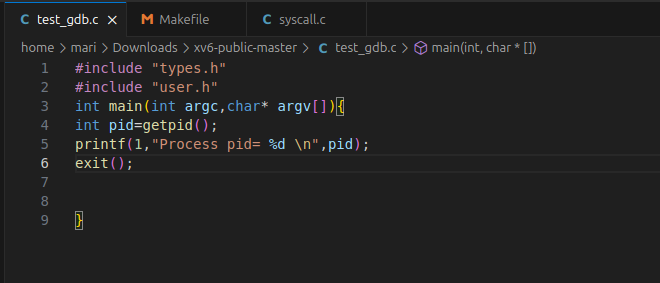 C test_gdb.c × M Makefile C syscall.c
home > mari > Downloads > xv6-public-master > C test_gdb.c > main(int, char * [])
1 #include "types.h"
2 #include "user.h"
3 int main(int argc,char* argv[]){
4 int pid=getpid();
5 printf(1,"Process pid= %d \n",pid);
6 exit();
7
8
9 }